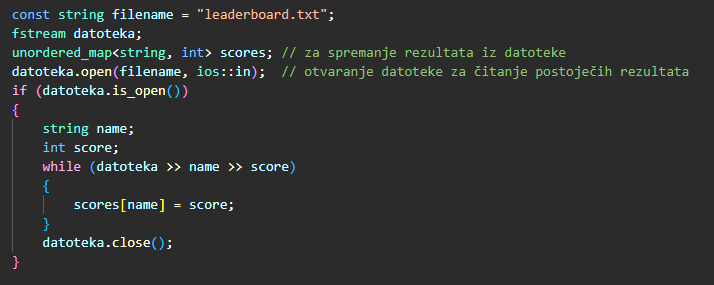 const string filename = "leaderboard.txt";
fstream datoteka;
unordered_map<string, int> scores; // za spremanje rezultata iz datoteke
datoteka.open(filename, ios::in);  // otvaranje datoteke za čitanje postoječih rezultata
if (datoteka.is_open())
{
    string name;
    int score;
    while (datoteka >> name >> score)
    {
        scores[name] = score;
    }
    datoteka.close();
}